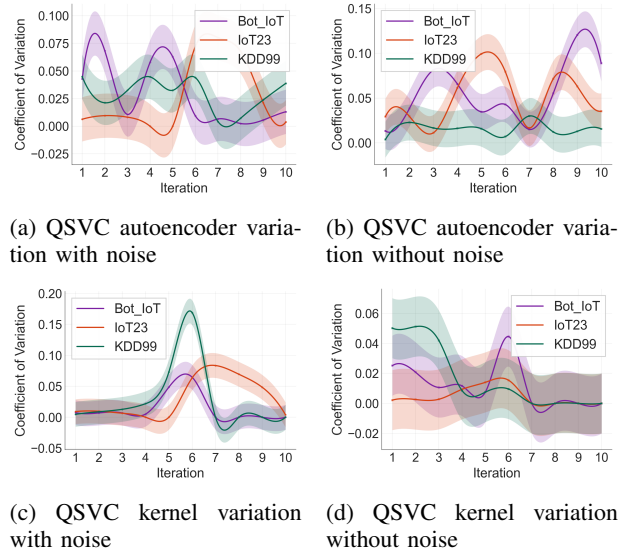 Coefficient of Variation
0.100
0.075
0.050
0.025
0.000
−0.025
Bot_IoT
IoT23
KDD99
1 2 3 4 5 6 7 8 9 10
Iteration
Coefficient of Variation
0.15
0.10
0.05
0.00
Bot_IoT
IoT23
KDD99
1 2 3 4 5 6 7 8 9 10
Iteration
(a) QSVC autoencoder varia-
tion with noise
(b) QSVC autoencoder varia-
tion without noise
Coefficient of Variation
0.20
0.15
0.10
0.05
0.00
−0.05
Bot_IoT
IoT23
KDD99
1 2 3 4 5 6 7 8 9 10
Iteration
Coefficient of Variation
0.06
0.04
0.02
0.00
−0.02
Bot_IoT
IoT23
KDD99
1 2 3 4 5 6 7 8 9 10
Iteration
(c) QSVC kernel variation
with noise
(d) QSVC kernel variation
without noise